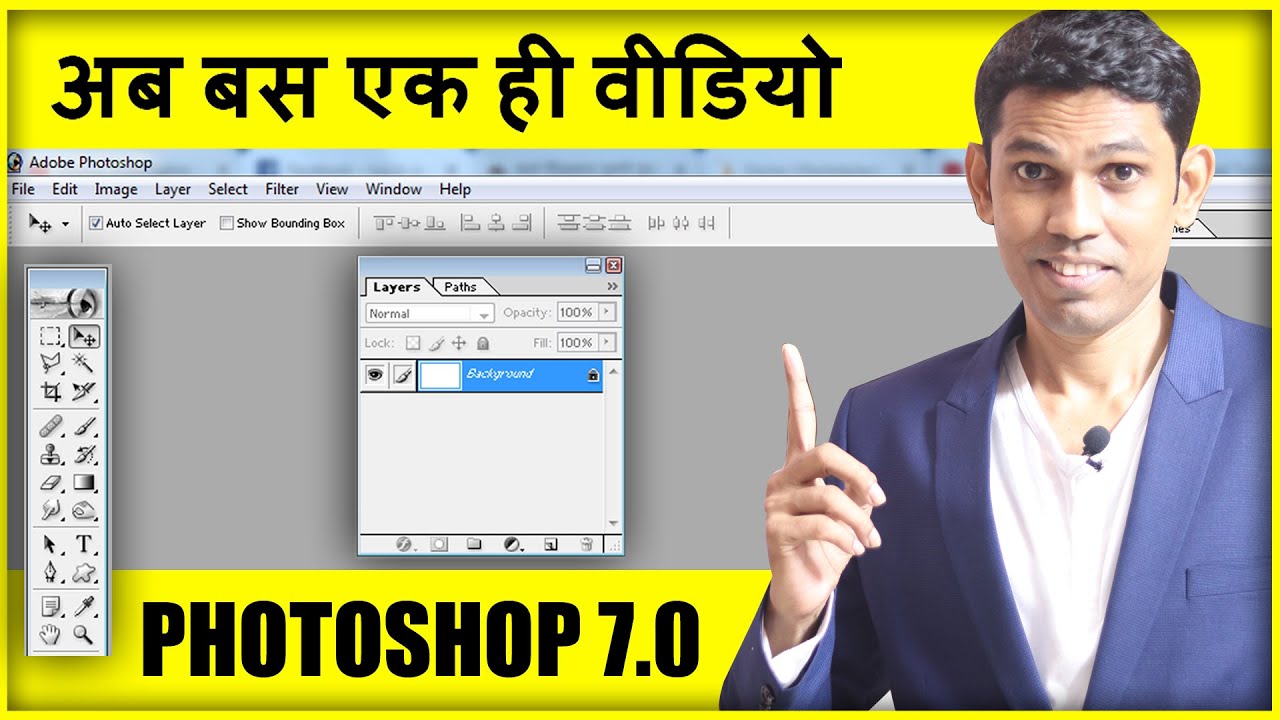 अब बस एक ही वीडियो
Adobe Photoshop
File Edit Image Layer Select Filter View Window Help
Auto Select Layer Show Bounding Box
Layers Paths
Normal Opacity: 100%
Lock: Fill: 100%
Background
T
PHOTOSHOP 7.0